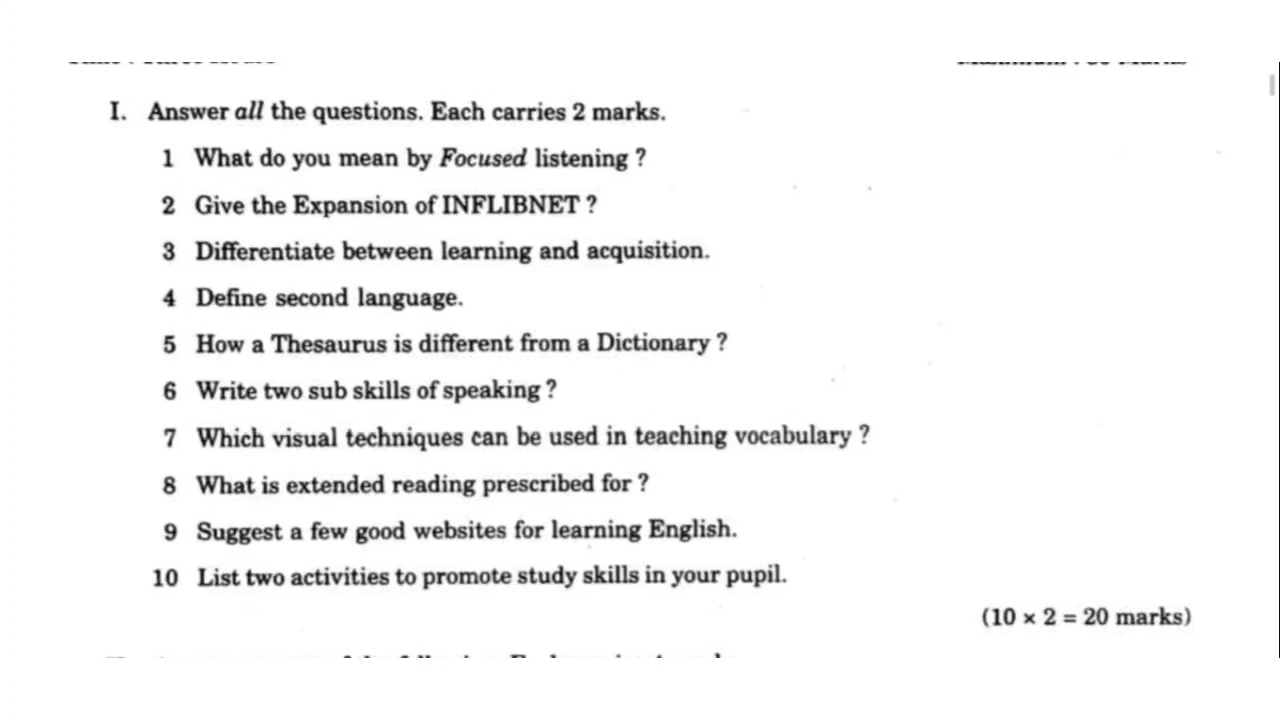 I. Answer all the questions. Each carries 2 marks.
1 What do you mean by Focused listening ?
2 Give the Expansion of INFLIBNET ?
3 Differentiate between learning and acquisition.
4 Define second language.
5 How a Thesaurus is different from a Dictionary ?
6 Write two sub skills of speaking ?
7 Which visual techniques can be used in teaching vocabulary ?
8 What is extended reading prescribed for ?
9 Suggest a few good websites for learning English.
10 List two activities to promote study skills in your pupil.
(10 × 2 = 20 marks)